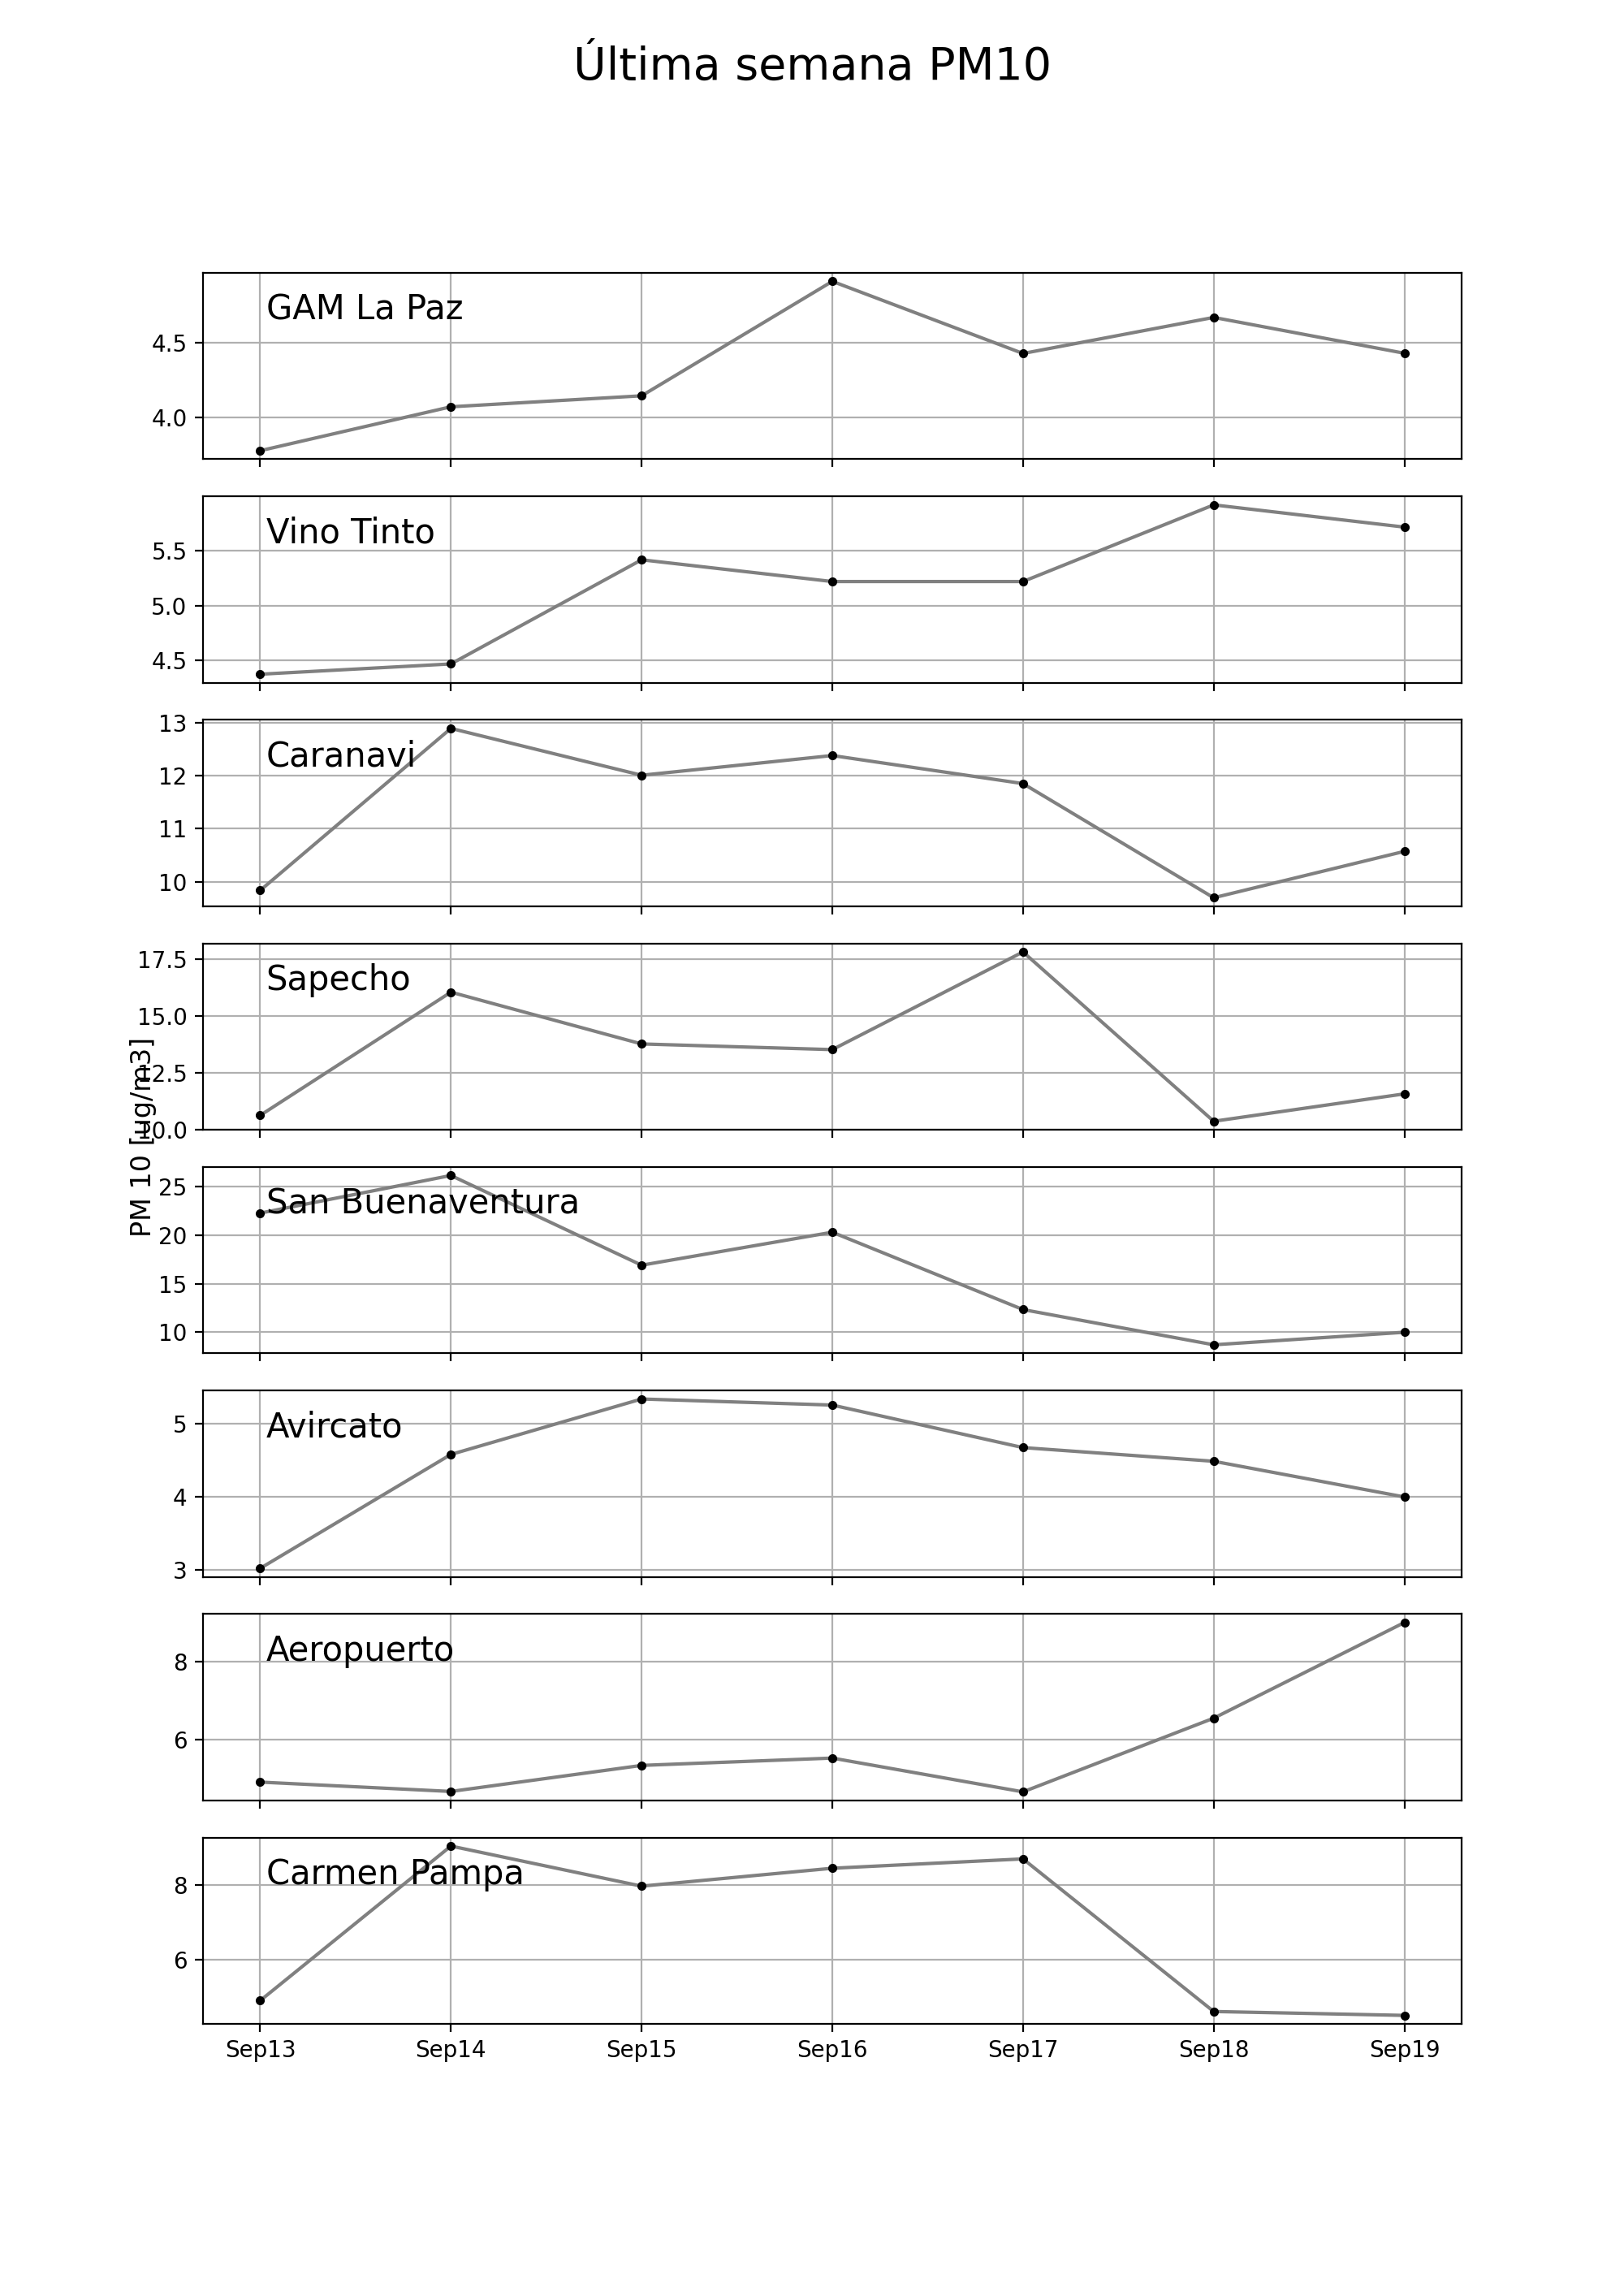 Última semana PM10
GAM La Paz
4.5
4.0
Vino Tinto
5.5
5.0
4.5
13
Caranavi
12
11
10
17.5
Sapecho
15.0
12.5
10.0
PM 10 [µg/m3]
25
San Buenaventura
20
15
10
5
Avircato
4
3
Aeropuerto
8
6
Carmen Pampa
8
6
Sep13 Sep14 Sep15 Sep16 Sep17 Sep18 Sep19